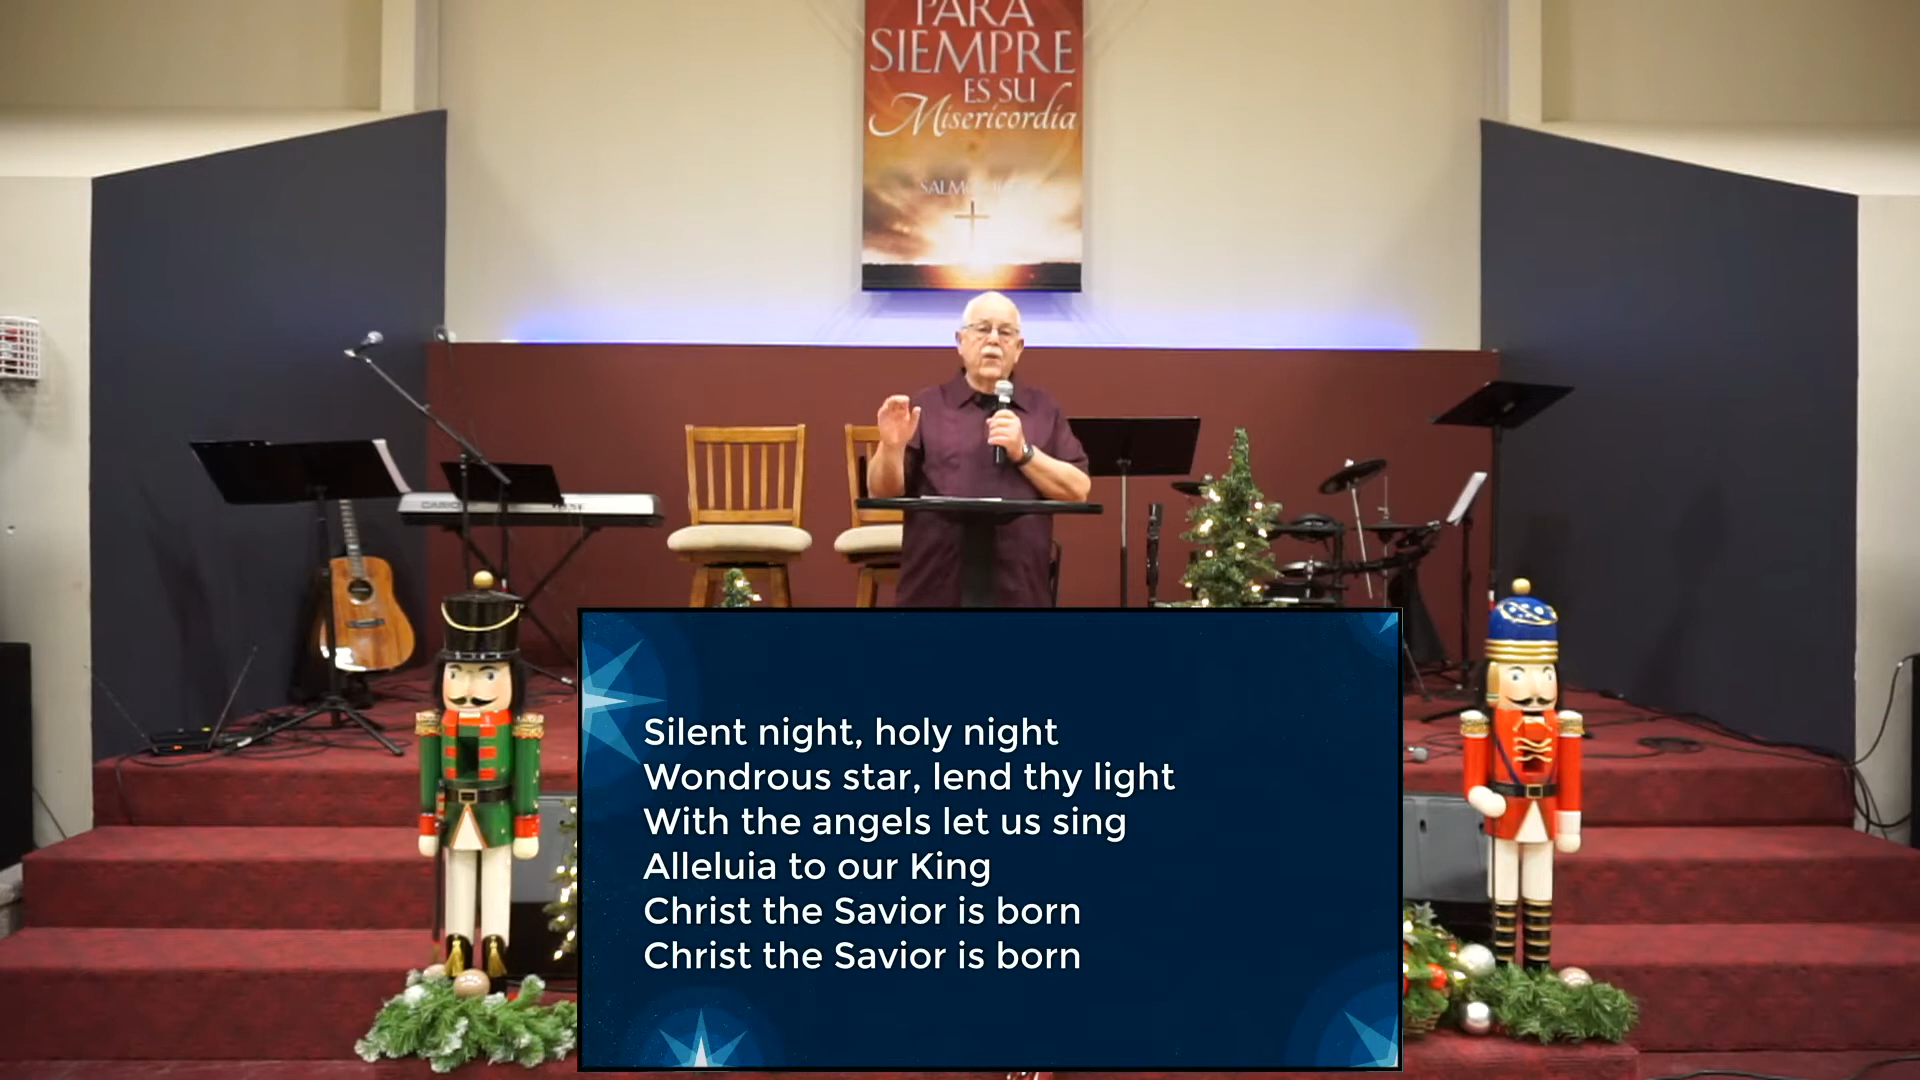 PARA
SIEMPRE
ES SU
Misericordia
CASIO
Silent night, holy night
Wondrous star, lend thy light
With the angels let us sing
Alleluia to our King
Christ the Savior is born
Christ the Savior is born